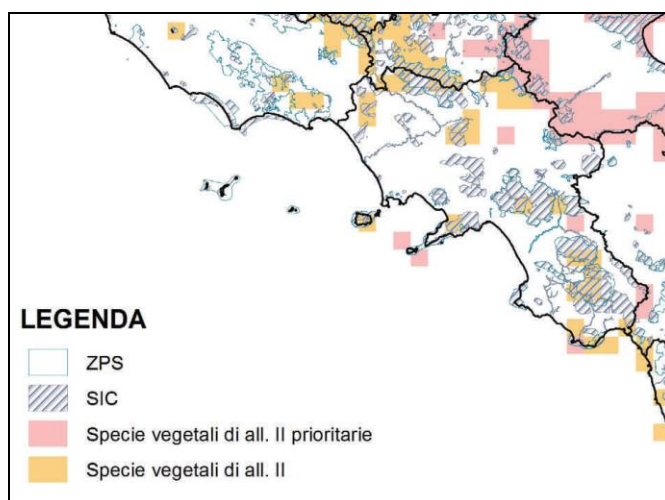 LEGENDA
ZPS
SIC
Specie vegetali di all. II prioritarie
Specie vegetali di all. II